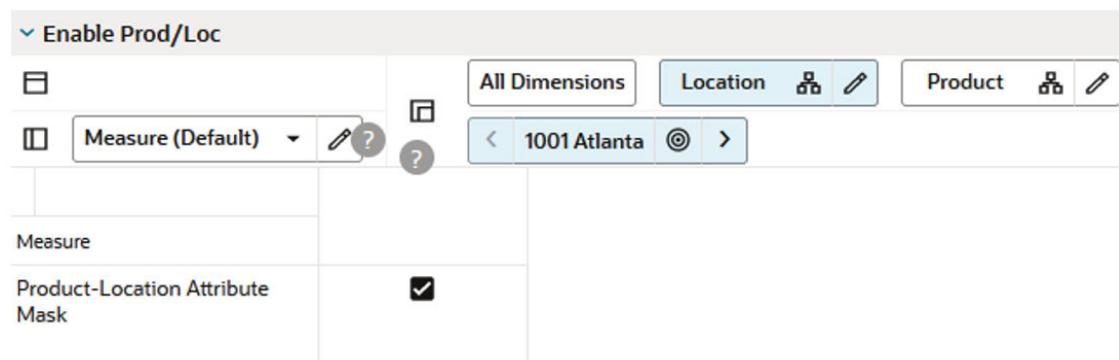 Enable Prod/Loc
All Dimensions Location Product
Measure (Default) ? ? 1001 Atlanta
Measure
Product-Location Attribute
Mask